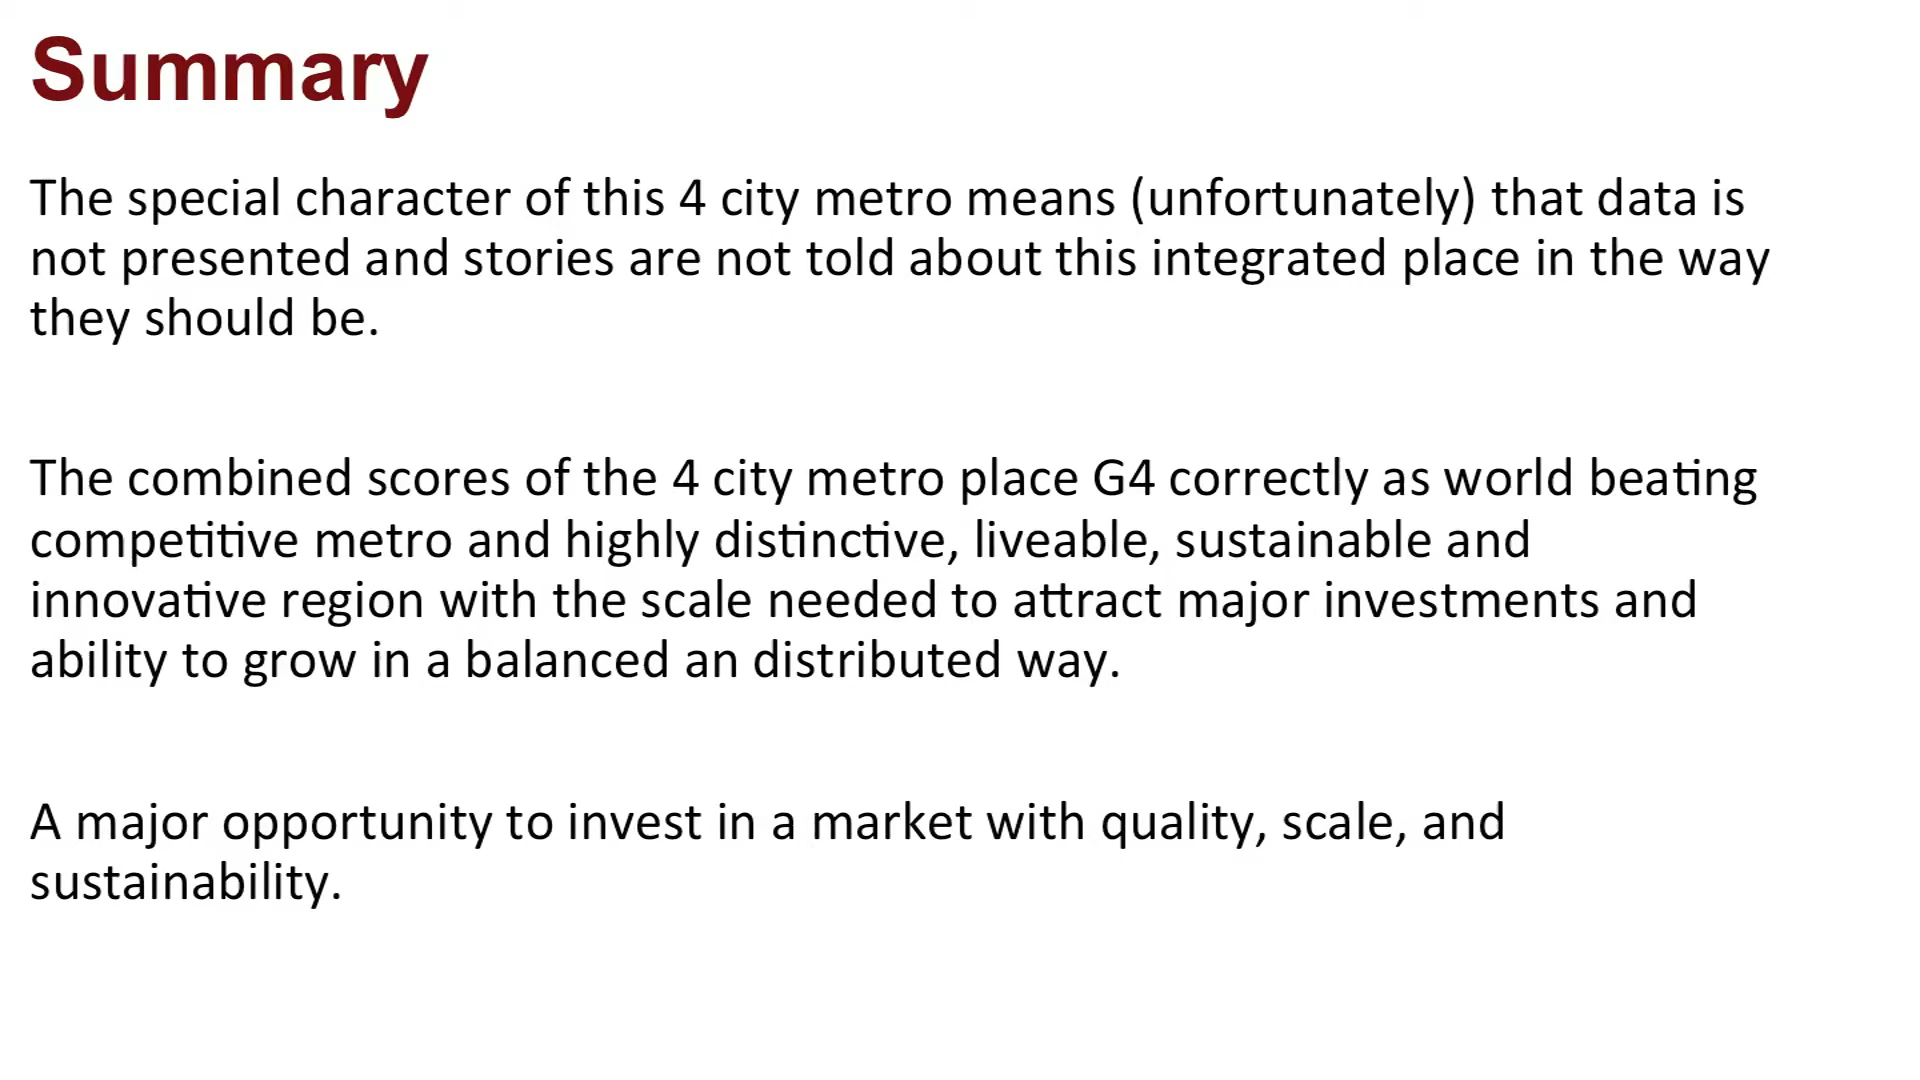 Summary
The special character of this 4 city metro means (unfortunately) that data is
not presented and stories are not told about this integrated place in the way
they should be.
The combined scores of the 4 city metro place G4 correctly as world beating
competitive metro and highly distinctive, liveable, sustainable and
innovative region with the scale needed to attract major investments and
ability to grow in a balanced an distributed way.
A major opportunity to invest in a market with quality, scale, and
sustainability.